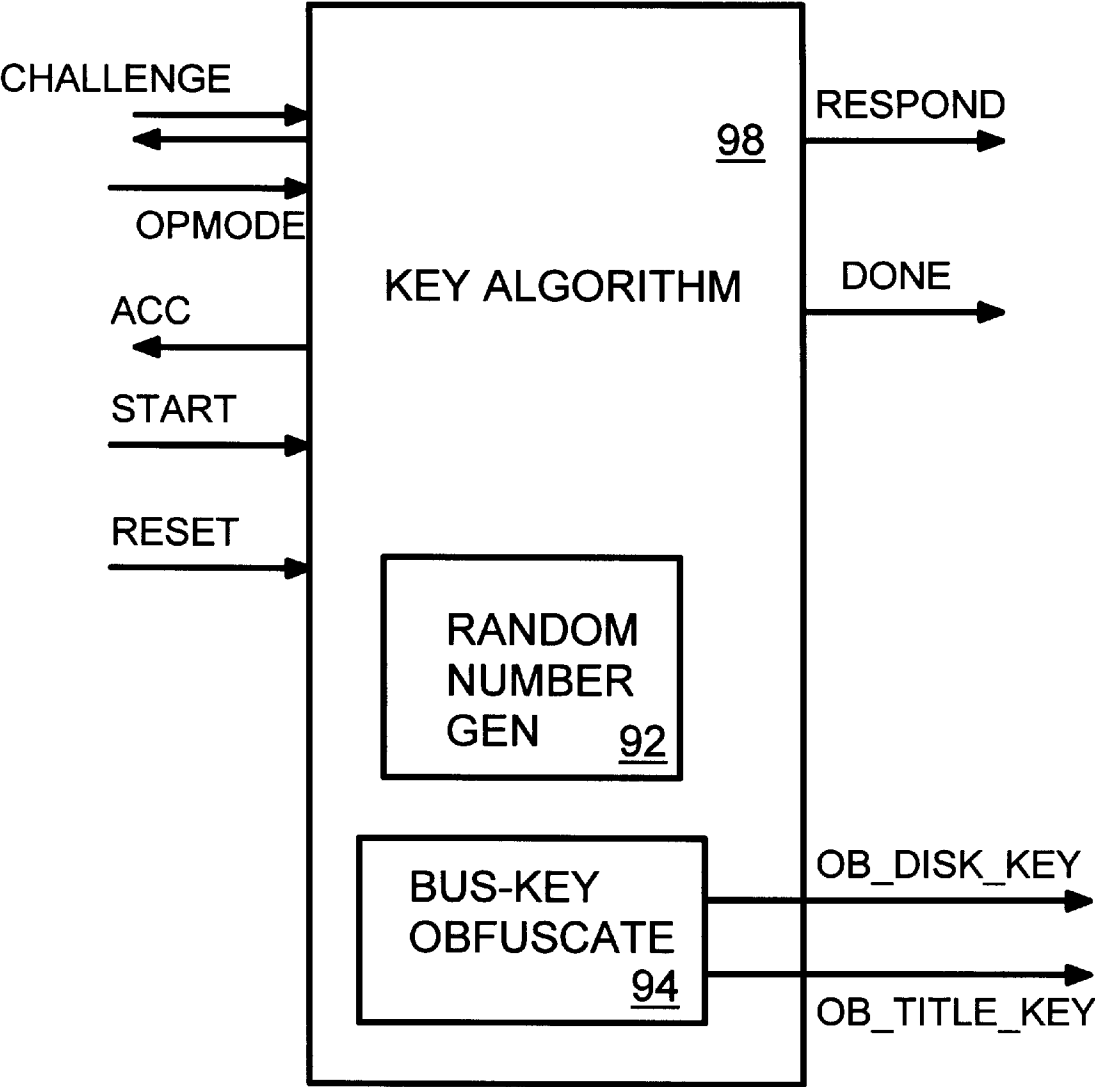 CHALLENGE
OPMODE
ACC
START
RESET
98
KEY ALGORITHM
RANDOM
NUMBER
GEN 92
BUS-KEY
OBFUSCATE
94
RESPOND
DONE
OB_DISK_KEY
OB_TITLE_KEY